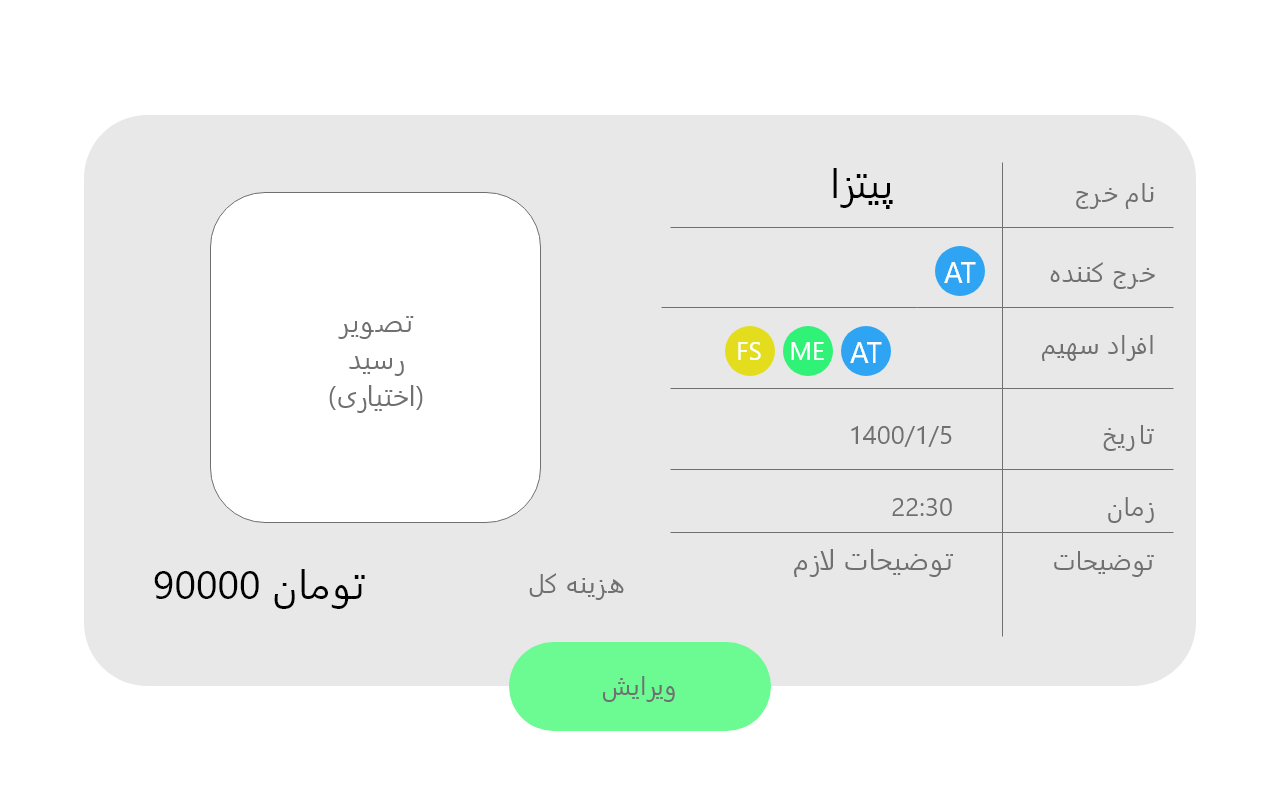 نام خرج
پیتزا
خرج کننده
AT
افراد سهیم
AT ME FS
تاریخ
1400/1/5
زمان
22:30
توضیحات
توضیحات لازم
تصویر
رسید
(اختیاری)
هزینه کل
90000 تومان
ویرایش